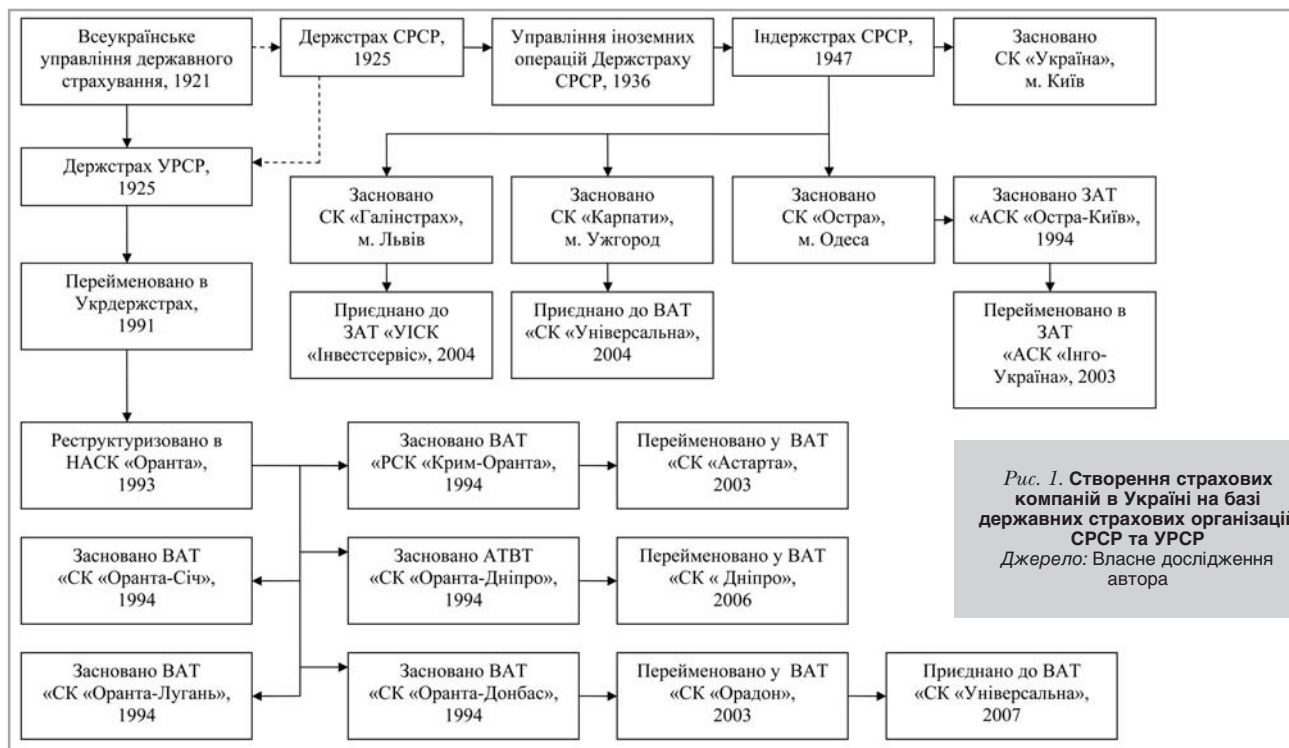 Всеукраїнське
управління державного
страхування, 1921
Держстрах СРСР,
1925
Управління іноземних
операцій Держстраху
СРСР, 1936
Індержстрах СРСР,
1947
Засновано
СК «Україна»,
м. Київ
Держстрах УРСР,
1925
Засновано
СК «Галінстрах»,
м. Львів
Засновано
СК «Карпати»,
м. Ужгород
Засновано
СК «Остра»,
м. Одеса
Засновано ЗАТ
«АСК «Остра-Київ»,
1994
Перейменовано в
Укрдержстрах,
1991
Приєднано до
ЗАТ «УІСК
«Інвестсервіс», 2004
Приєднано до ВАТ
«СК «Універсальна»,
2004
Перейменовано в
ЗАТ
«АСК «Інго-
Україна», 2003
Реструктуризовано в
НАСК «Оранта»,
1993
Засновано ВАТ
«РСК «Крим-Оранта»,
1994
Перейменовано у ВАТ
«СК «Астарта»,
2003
Рис. 1. Створення страхових
компаній в Україні на базі
державних страхових організацій
СРСР та УРСР
Джерело: Власне дослідження
автора
Засновано ВАТ
«СК «Оранта-Січ»,
1994
Засновано АТВТ
«СК «Оранта-Дніпро»,
1994
Перейменовано у ВАТ
«СК « Дніпро»,
2006
Засновано ВАТ
«СК «Оранта-Лугань»,
1994
Засновано ВАТ
«СК «Оранта-Донбас»,
1994
Перейменовано у ВАТ
«СК «Орадон»,
2003
Приєднано до ВАТ
«СК «Універсальна»,
2007